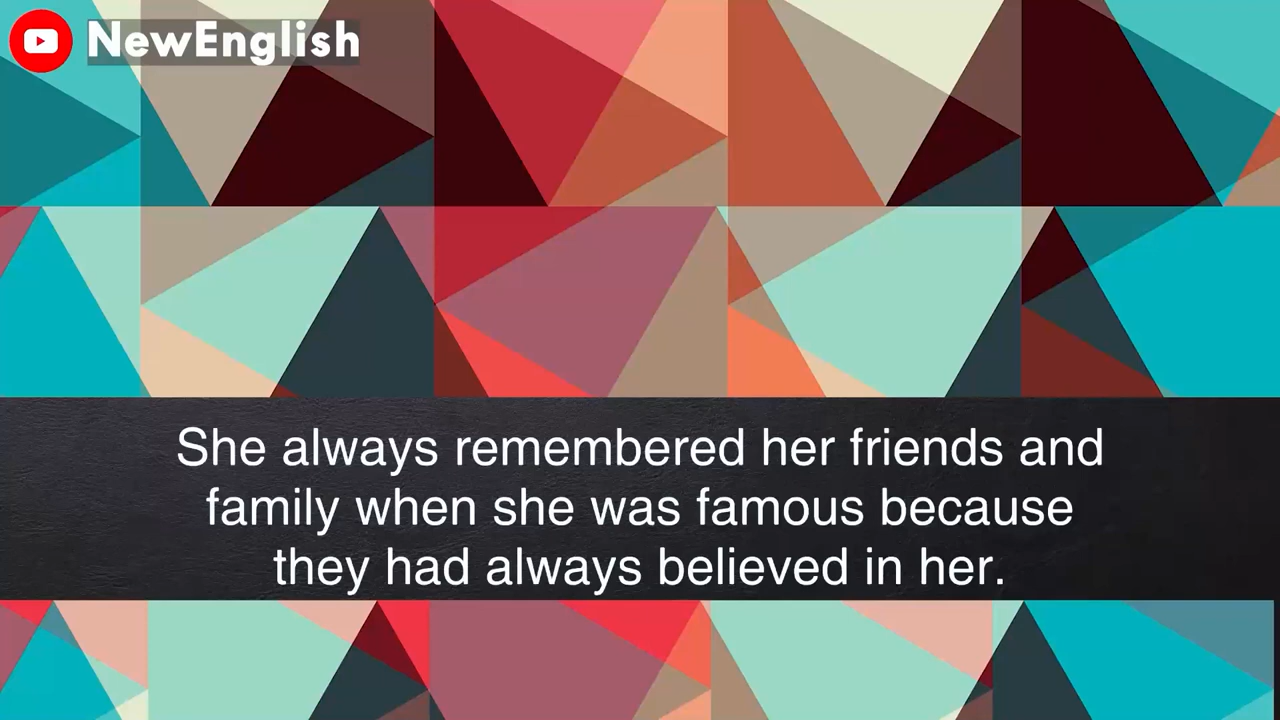 NewEnglish
She always remembered her friends and
family when she was famous because
they had always believed in her.